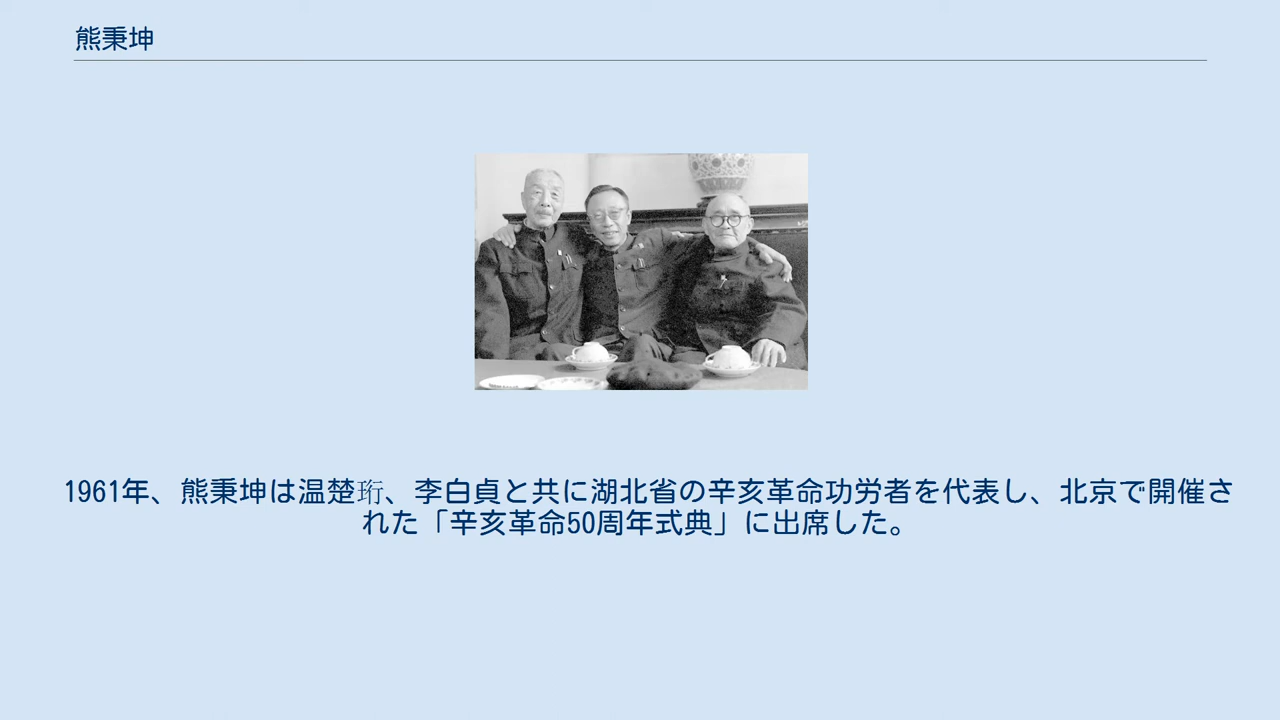 熊秉坤
1961年、熊秉坤は温楚珩、李白貞と共に湖北省の辛亥革命功労者を代表し、北京で開催さ
れた「辛亥革命50周年式典」に出席した。